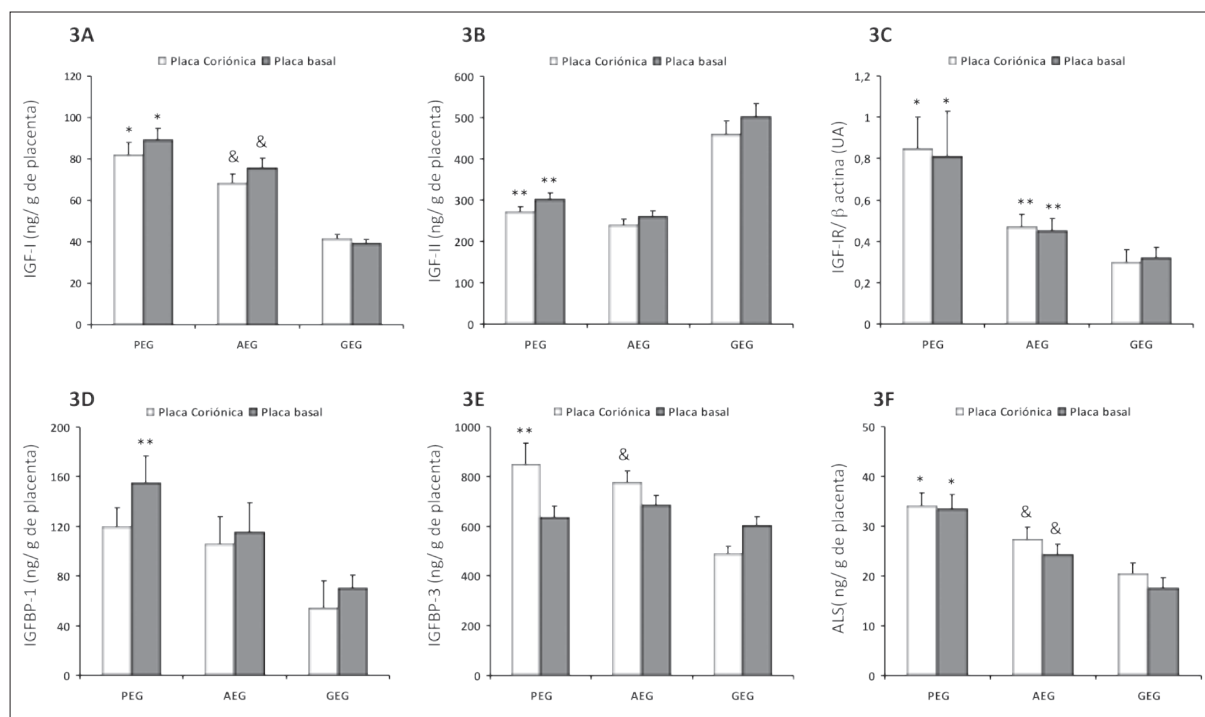 3A
Placa Coriónica Placa basal
IGF-I (ng/ g de placenta)
120
100
80
60
40
20
0
* *
& &
PEG AEG GEG
3B
Placa Coriónica Placa basal
IGF-II (ng/ g de placenta)
600
500
400
300
200
100
0
** **
PEG AEG GEG
3C
Placa Coriónica Placa basal
IGF-IR/ β actina (UA)
1,2
1
0,8
0,6
0,4
0,2
0
* *
** **
PEG AEG GEG
3D
Placa Coriónica Placa basal
IGFBP-1 (ng/ g de placenta)
200
160
120
80
40
0
**
PEG AEG GEG
3E
Placa Coriónica Placa basal
IGFBP-3 (ng/ g de placenta)
1000
800
600
400
200
0
**
&
PEG AEG GEG
3F
Placa Coriónica Placa basal
ALS( ng/ g de placenta)
50
40
30
20
10
0
* *
& &
PEG AEG GEG